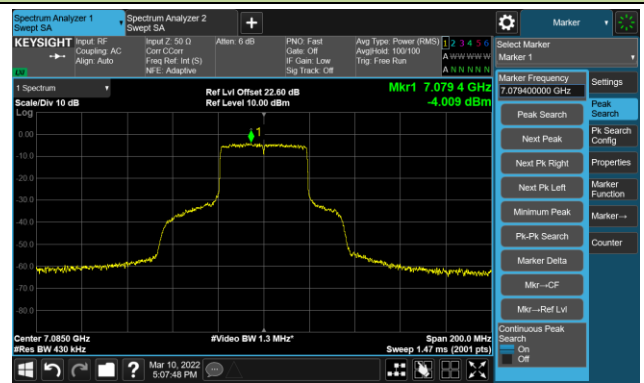 Spectrum Analyzer 1
Swept SA
Spectrum Analyzer 2
Swept SA
Marker
KEYSIGHT
Input: RF
Coupling: AC
Align: Auto
Input Z: 50 Ω
Corr CCorr
Freq Ref: Int (S)
NFE: Adaptive
Atten: 6 dB
PNO: Fast
Gate: Off
IF Gain: Low
Sig Track: Off
Avg Type: Power (RMS)
Avg|Hold: 100/100
Trig: Free Run
1 2 3 4 5 6
A W W W W W
A N N N N N
Select Marker
Marker 1
1 Spectrum
Scale/Div 10 dB
Log
Ref Lvl Offset 22.60 dB
Ref Level 10.00 dBm
Mkr1 7.079 4 GHz
-4.009 dBm
1
0.00
-10.0
-20.0
-30.0
-40.0
-50.0
-60.0
-70.0
-80.0
Center 7.0850 GHz
#Res BW 430 kHz
#Video BW 1.3 MHz*
Span 200.0 MHz
Sweep 1.47 ms (2001 pts)
Marker Frequency
7.079400000 GHz
Peak Search
Next Peak
Next Pk Right
Next Pk Left
Minimum Peak
Pk-Pk Search
Marker Delta
Mkr→CF
Mkr→Ref Lvl
Continuous Peak
Search
On
Off
Settings
Peak
Search
Pk Search
Config
Properties
Marker
Function
Marker→
Counter
Mar 10, 2022
5:07:48 PM